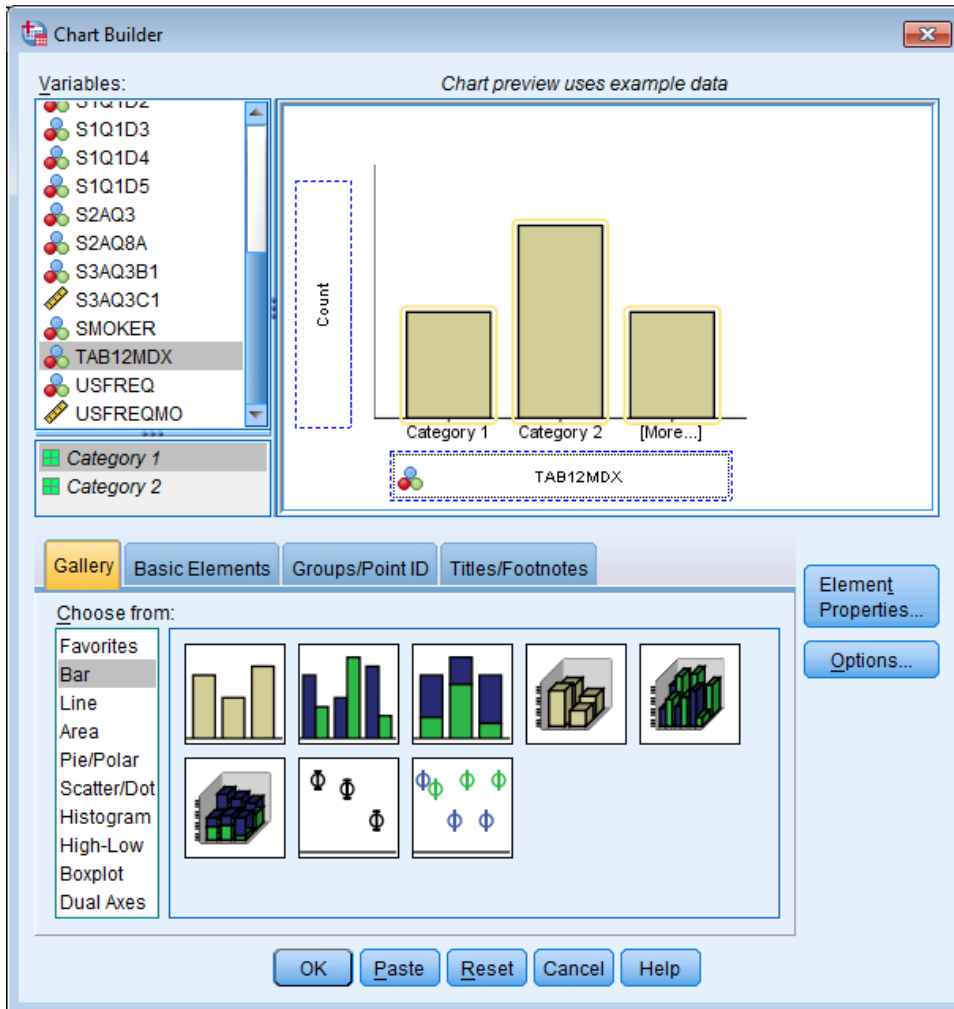 Chart Builder
Variables:
Chart preview uses example data
S1Q1D2
S1Q1D3
S1Q1D4
S1Q1D5
S2AQ3
S2AQ8A
S3AQ3B1
S3AQ3C1
SMOKER
TAB12MDX
USFREQ
USFREQMO
Category 1
Category 2
Count
Category 1 Category 2 [More...]
TAB12MDX
Gallery Basic Elements Groups/Point ID Titles/Footnotes
Choose from:
Favorites
Bar
Line
Area
Pie/Polar
Scatter/Dot
Histogram
High-Low
Boxplot
Dual Axes
Element
Properties...
Options...
OK Paste Reset Cancel Help